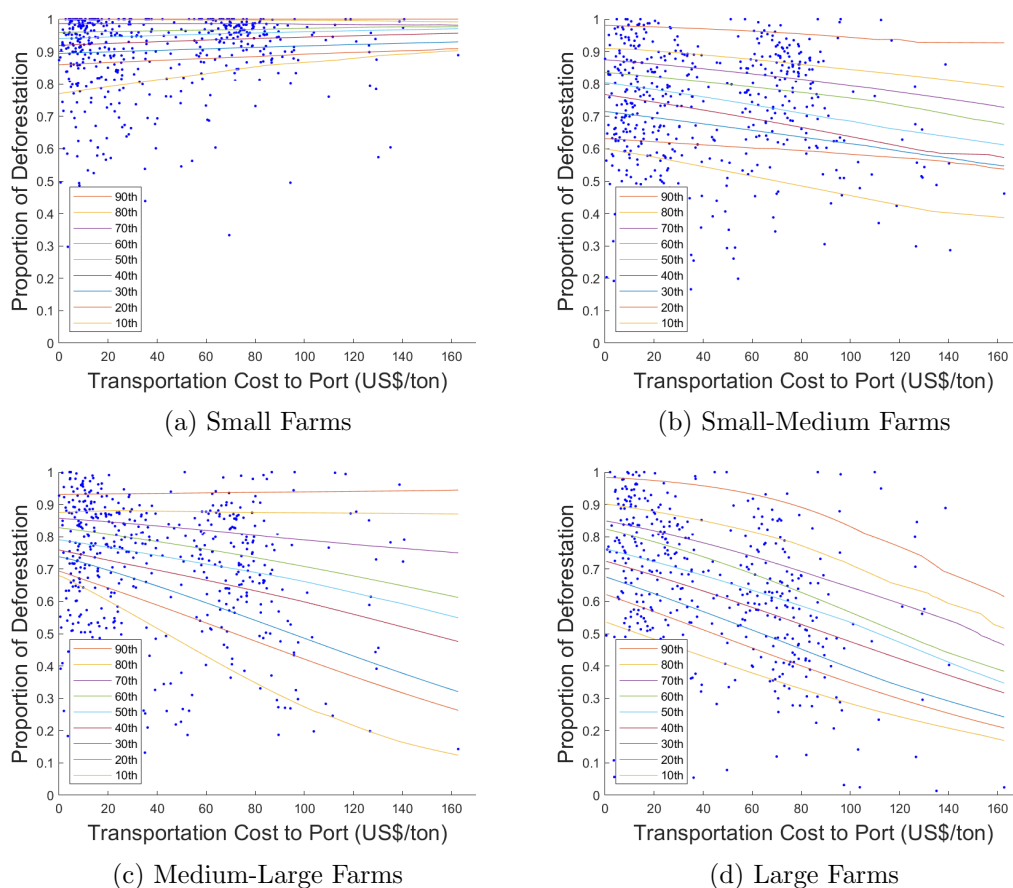 Proportion of Deforestation
1
0.9
0.8
0.7
0.6
0.5
0.4
0.3
0.2
0.1
0
90th
80th
70th
60th
50th
40th
30th
20th
10th
0 20 40 60 80 100 120 140 160
Transportation Cost to Port (US$/ton)
(a) Small Farms
Proportion of Deforestation
1
0.9
0.8
0.7
0.6
0.5
0.4
0.3
0.2
0.1
0
90th
80th
70th
60th
50th
40th
30th
20th
10th
0 20 40 60 80 100 120 140 160
Transportation Cost to Port (US$/ton)
(b) Small-Medium Farms
Proportion of Deforestation
1
0.9
0.8
0.7
0.6
0.5
0.4
0.3
0.2
0.1
0
90th
80th
70th
60th
50th
40th
30th
20th
10th
0 20 40 60 80 100 120 140 160
Transportation Cost to Port (US$/ton)
(c) Medium-Large Farms
Proportion of Deforestation
1
0.9
0.8
0.7
0.6
0.5
0.4
0.3
0.2
0.1
0
90th
80th
70th
60th
50th
40th
30th
20th
10th
0 20 40 60 80 100 120 140 160
Transportation Cost to Port (US$/ton)
(d) Large Farms